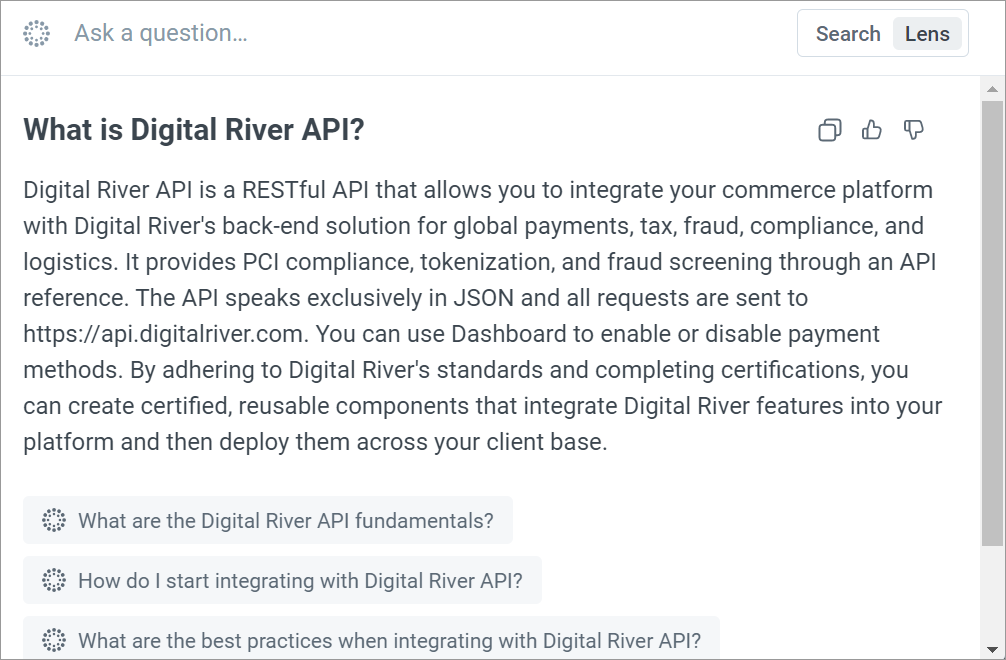 Ask a question…
Search Lens
What is Digital River API?
Digital River API is a RESTful API that allows you to integrate your commerce platform
with Digital River's back-end solution for global payments, tax, fraud, compliance, and
logistics. It provides PCI compliance, tokenization, and fraud screening through an API
reference. The API speaks exclusively in JSON and all requests are sent to
https://api.digitalriver.com. You can use Dashboard to enable or disable payment
methods. By adhering to Digital River's standards and completing certifications, you
can create certified, reusable components that integrate Digital River features into your
platform and then deploy them across your client base.
What are the Digital River API fundamentals?
How do I start integrating with Digital River API?
What are the best practices when integrating with Digital River API?